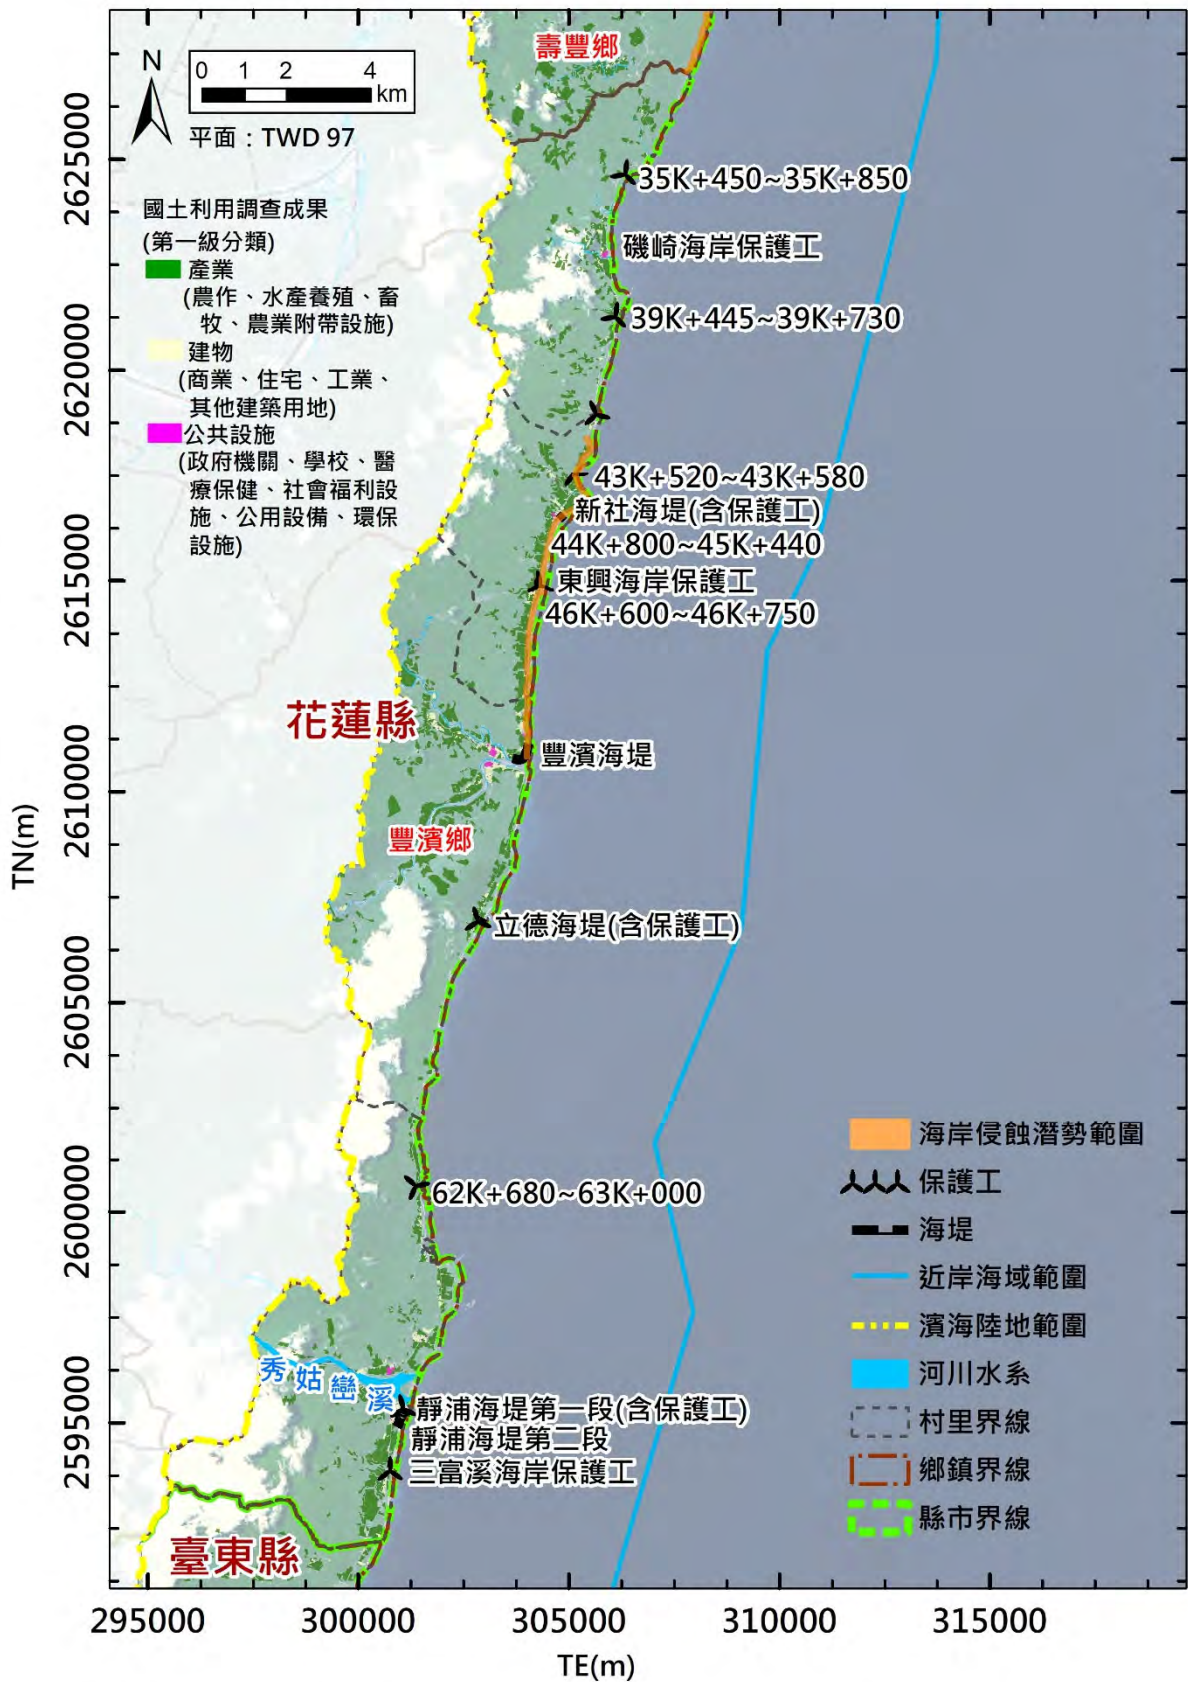 壽豐鄉
N
0 1 2 4
km
平面：TWD 97
國土利用調查成果
(第一級分類)
產業
(農作、水產養殖、畜
牧、農業附帶設施)
建物
(商業、住宅、工業、
其他建築用地)
公共設施
(政府機關、學校、醫
療保健、社會福利設
施、公用設備、環保
設施)
35K+450~35K+850
磯崎海岸保護工
39K+445~39K+730
43K+520~43K+580
新社海堤(含保護工)
44K+800~45K+440
東興海岸保護工
46K+600~46K+750
花蓮縣
豐濱海堤
豐濱鄉
立德海堤(含保護工)
62K+680~63K+000
秀姑巒溪
靜浦海堤第一段(含保護工)
靜浦海堤第二段
三富溪海岸保護工
臺東縣
海岸侵蝕潛勢範圍
保護工
海堤
近岸海域範圍
濱海陸地範圍
河川水系
村里界線
鄉鎮界線
縣市界線
TN(m)
2625000
2620000
2615000
2610000
2605000
2600000
2595000
295000 300000 305000 310000 315000
TE(m)